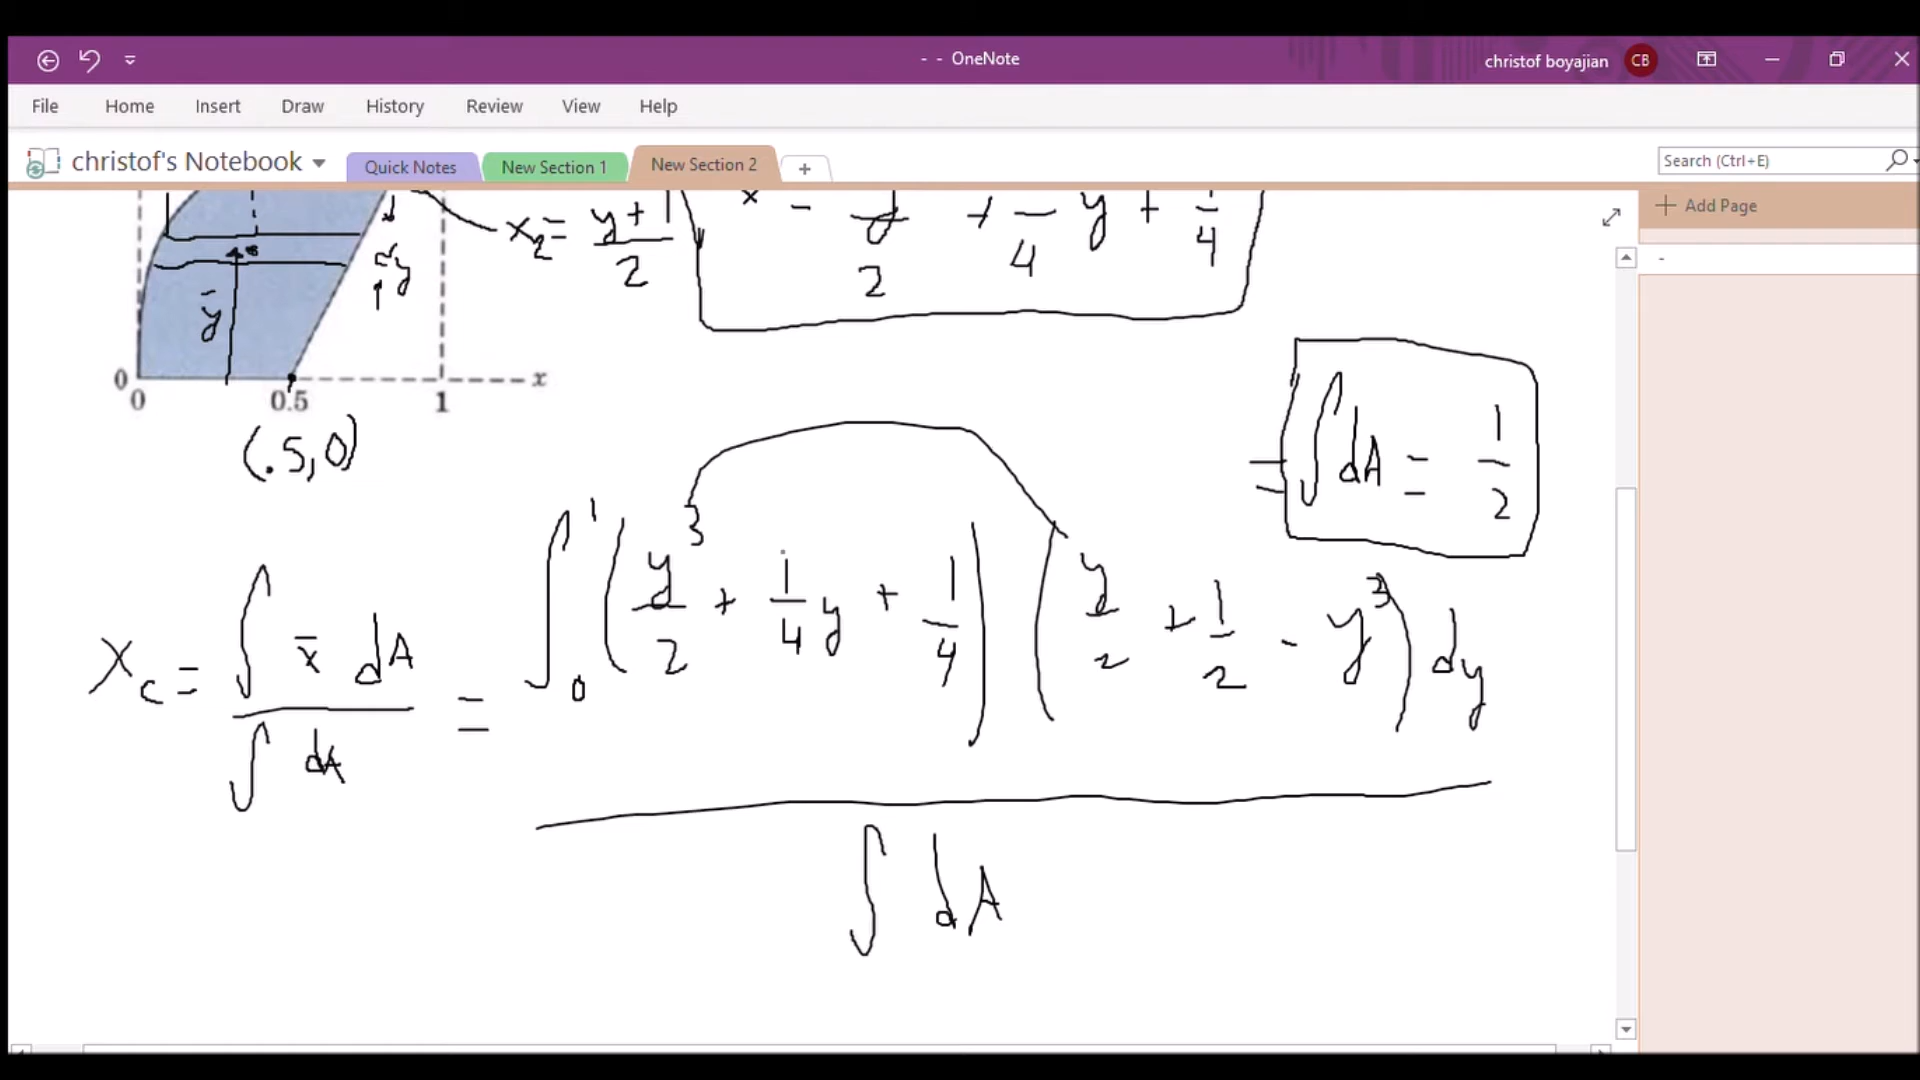 - - OneNote
christof boyajian CB
File Home Insert Draw History Review View Help
christof's Notebook Quick Notes New Section 1 New Section 2 +
Search (Ctrl+E)
Add Page
-
x₂ = (y + 1)/2
x = y/2 + 1/4 y + 1/4
dy
ȳ
0
0 0.5 1 x
(.5, 0)
= ∫ dA = 1/2
Xc = ∫ x̄ dA / ∫ dA = ∫₀¹ (y³/2 + 1/4 y + 1/4)(y/2 + 1/2 - y³) dy / ∫ dA